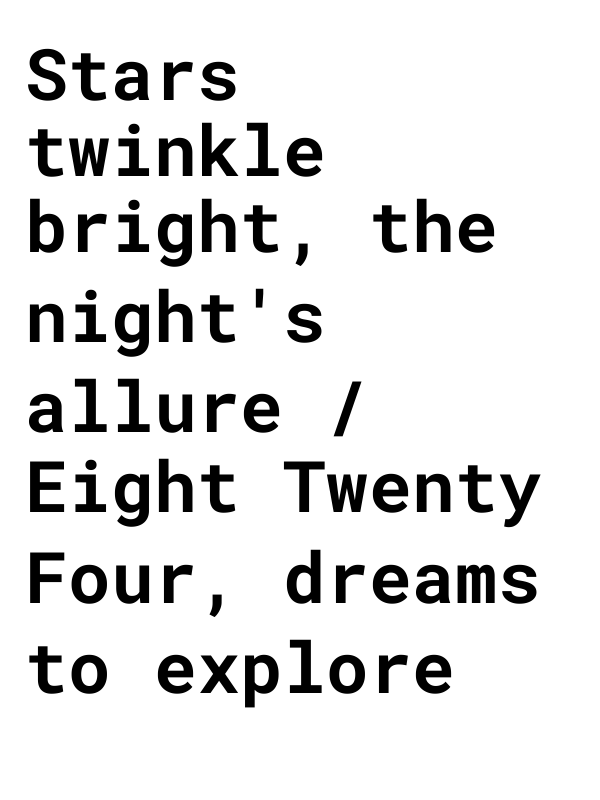 Stars
twinkle
bright, the
night's
allure /
Eight Twenty
Four, dreams
to explore